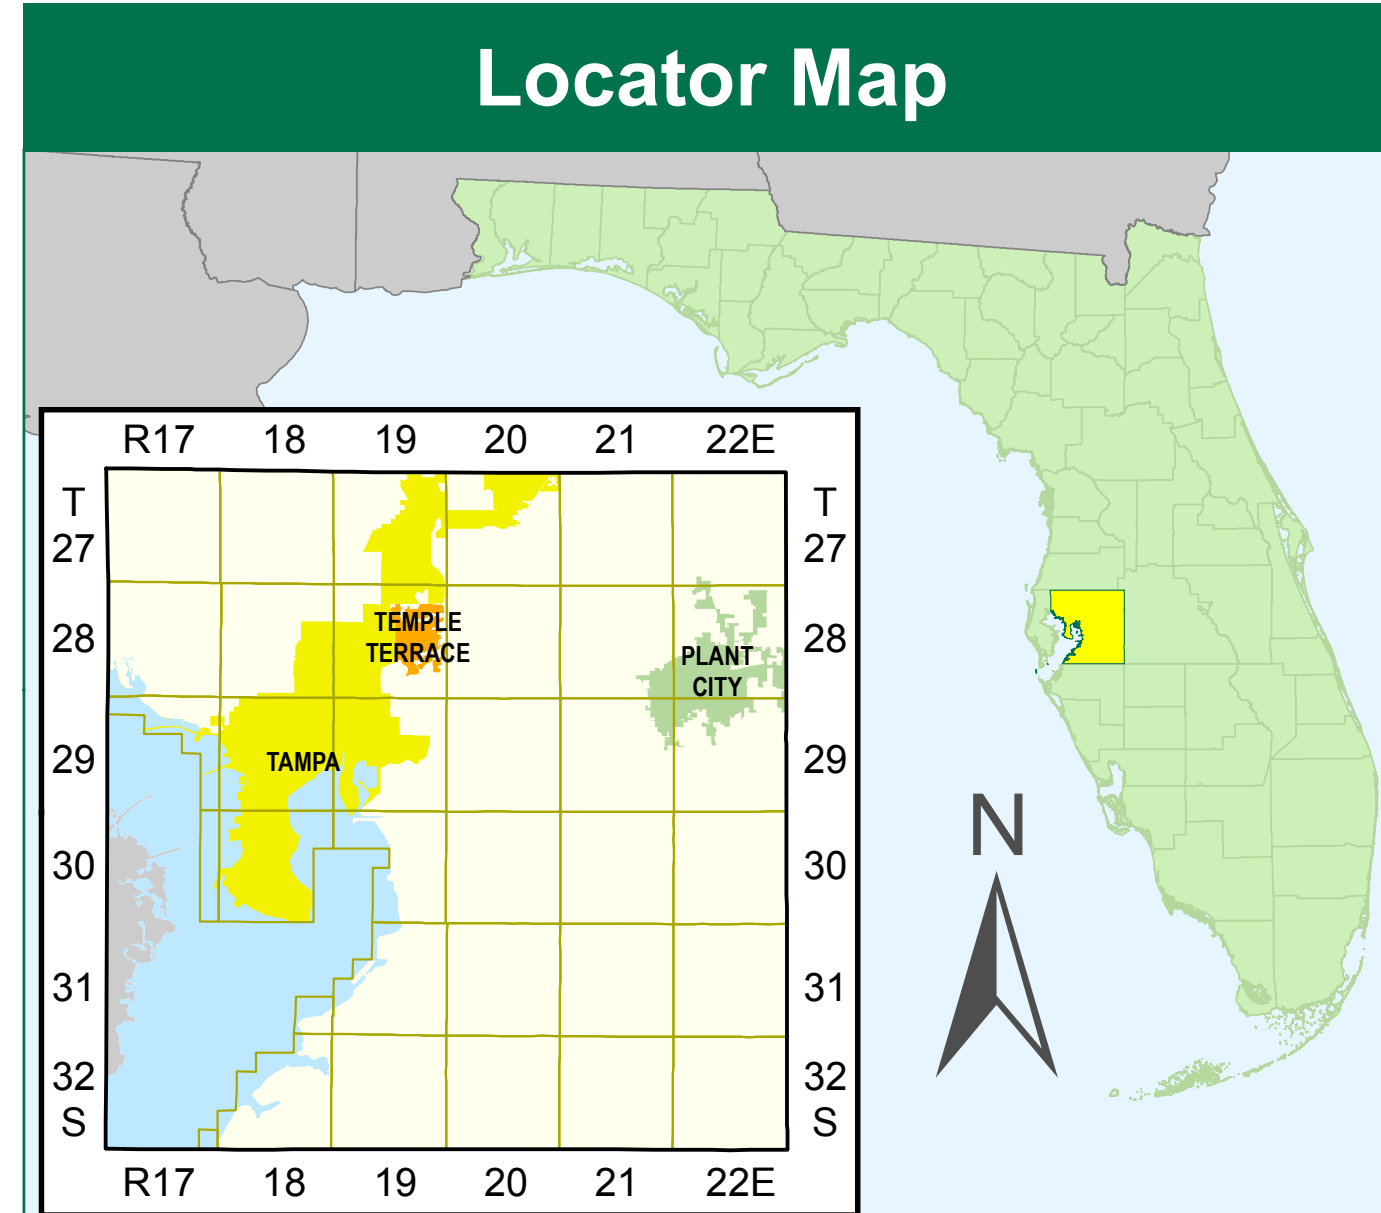 Locator Map
R17 18 19 20 21 22E
T T
27 27
TEMPLE
28 28
TERRACE
PLANT
CITY
29 29
TAMPA
N
30 30
31 31
32 32
S S
R17 18 19 20 21 22E